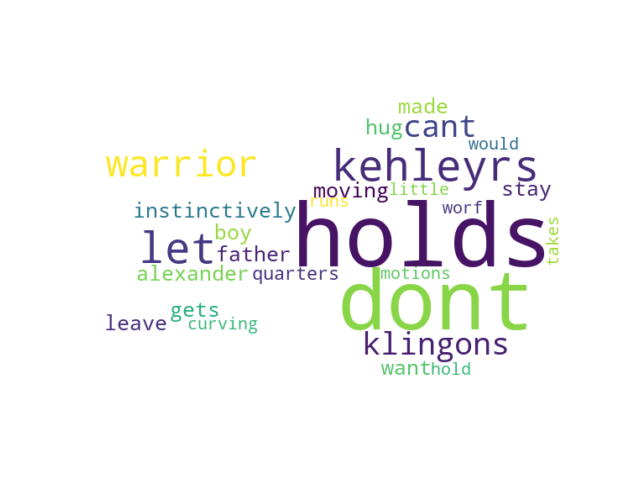 made
hug cant
would
warrior kehleyrs
moving little stay
runs
instinctively worf
holds
boy takes
let father
alexander quarters motions
dont
gets
leave curving
klingons
want hold